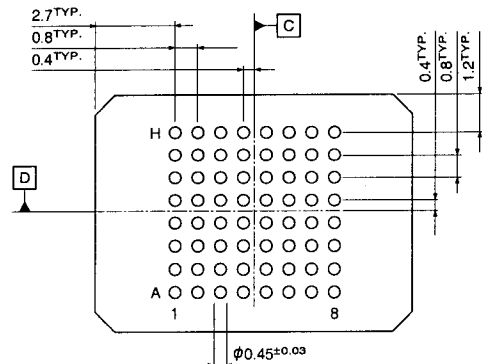 2.7TYP.
0.8TYP.
0.4TYP.
C
0.4TYP.
0.8TYP.
1.2TYP.
H
D
A
1
8
φ0.45±0.03